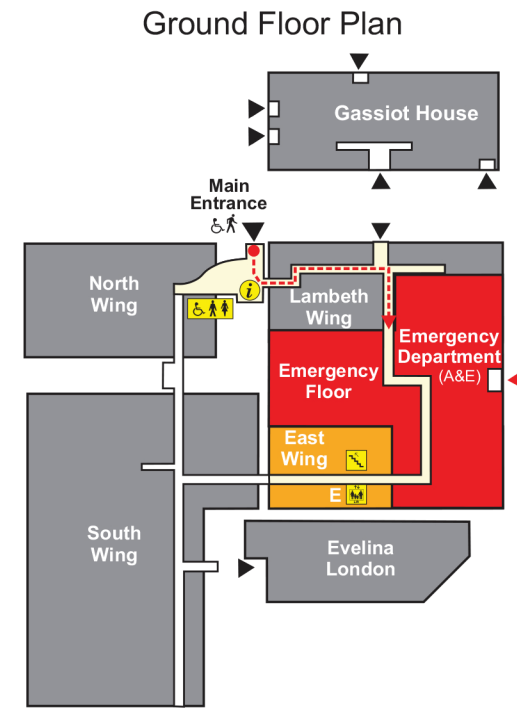 Ground Floor Plan
Gassiot House
Main
Entrance
i
North
Wing
Lambeth
Wing
Emergency
Department
(A&E)
Emergency
Floor
East
Wing
E
South
Wing
Evelina
London